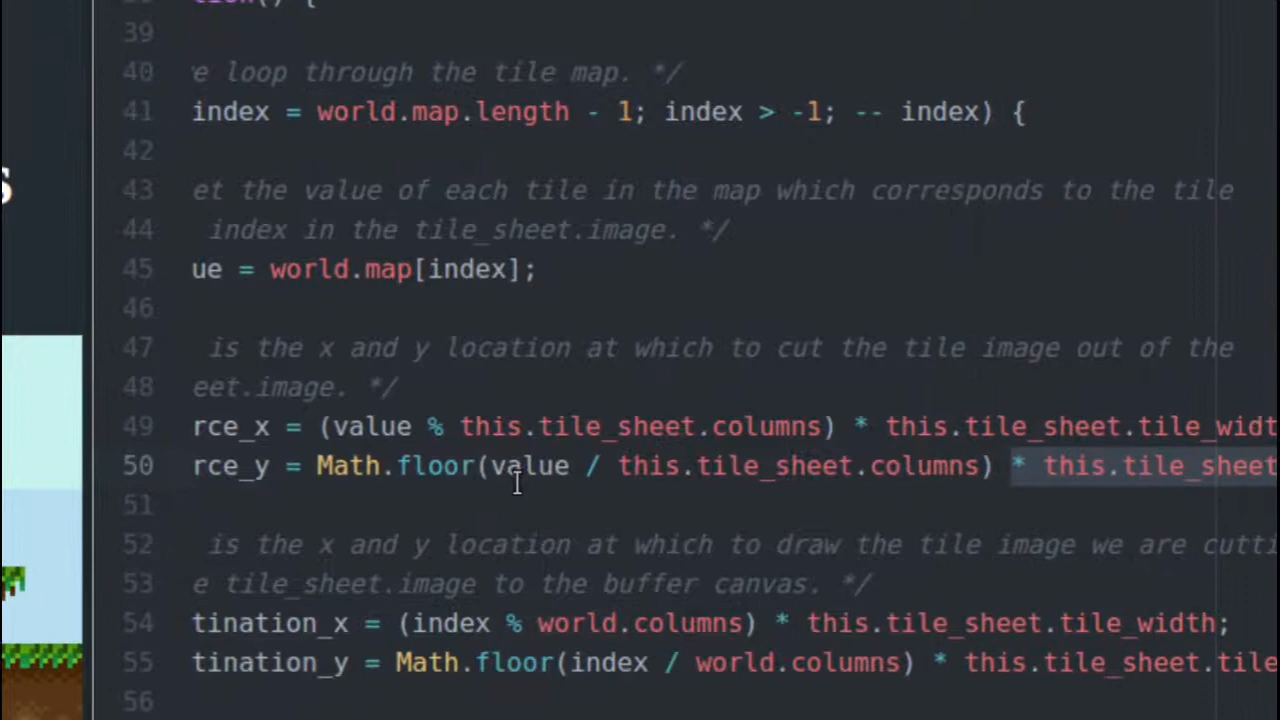 tion() {
39
40 e loop through the tile map. */
41 index = world.map.length - 1; index > -1; -- index) {
42
43 et the value of each tile in the map which corresponds to the tile
44 index in the tile_sheet.image. */
45 ue = world.map[index];
46
47 is the x and y location at which to cut the tile image out of the
48 eet.image. */
49 rce_x = (value % this.tile_sheet.columns) * this.tile_sheet.tile_widt
50 rce_y = Math.floor(value / this.tile_sheet.columns) * this.tile_sheet
51
52 is the x and y location at which to draw the tile image we are cutti
53 e tile_sheet.image to the buffer canvas. */
54 tination_x = (index % world.columns) * this.tile_sheet.tile_width;
55 tination_y = Math.floor(index / world.columns) * this.tile_sheet.tile
56